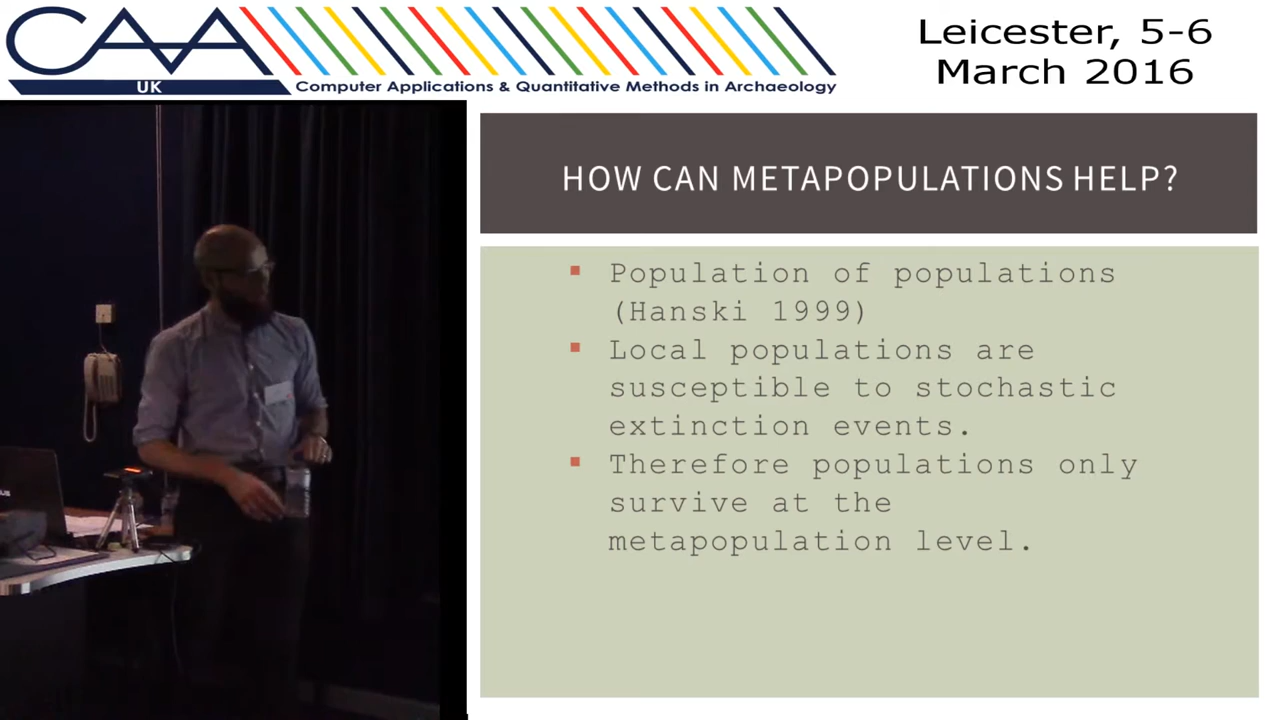 CAA
UK
Computer Applications & Quantitative Methods in Archaeology
Leicester, 5-6
March 2016
HOW CAN METAPOPULATIONS HELP?
▪ Population of populations
(Hanski 1999)
▪ Local populations are
susceptible to stochastic
extinction events.
▪ Therefore populations only
survive at the
metapopulation level.